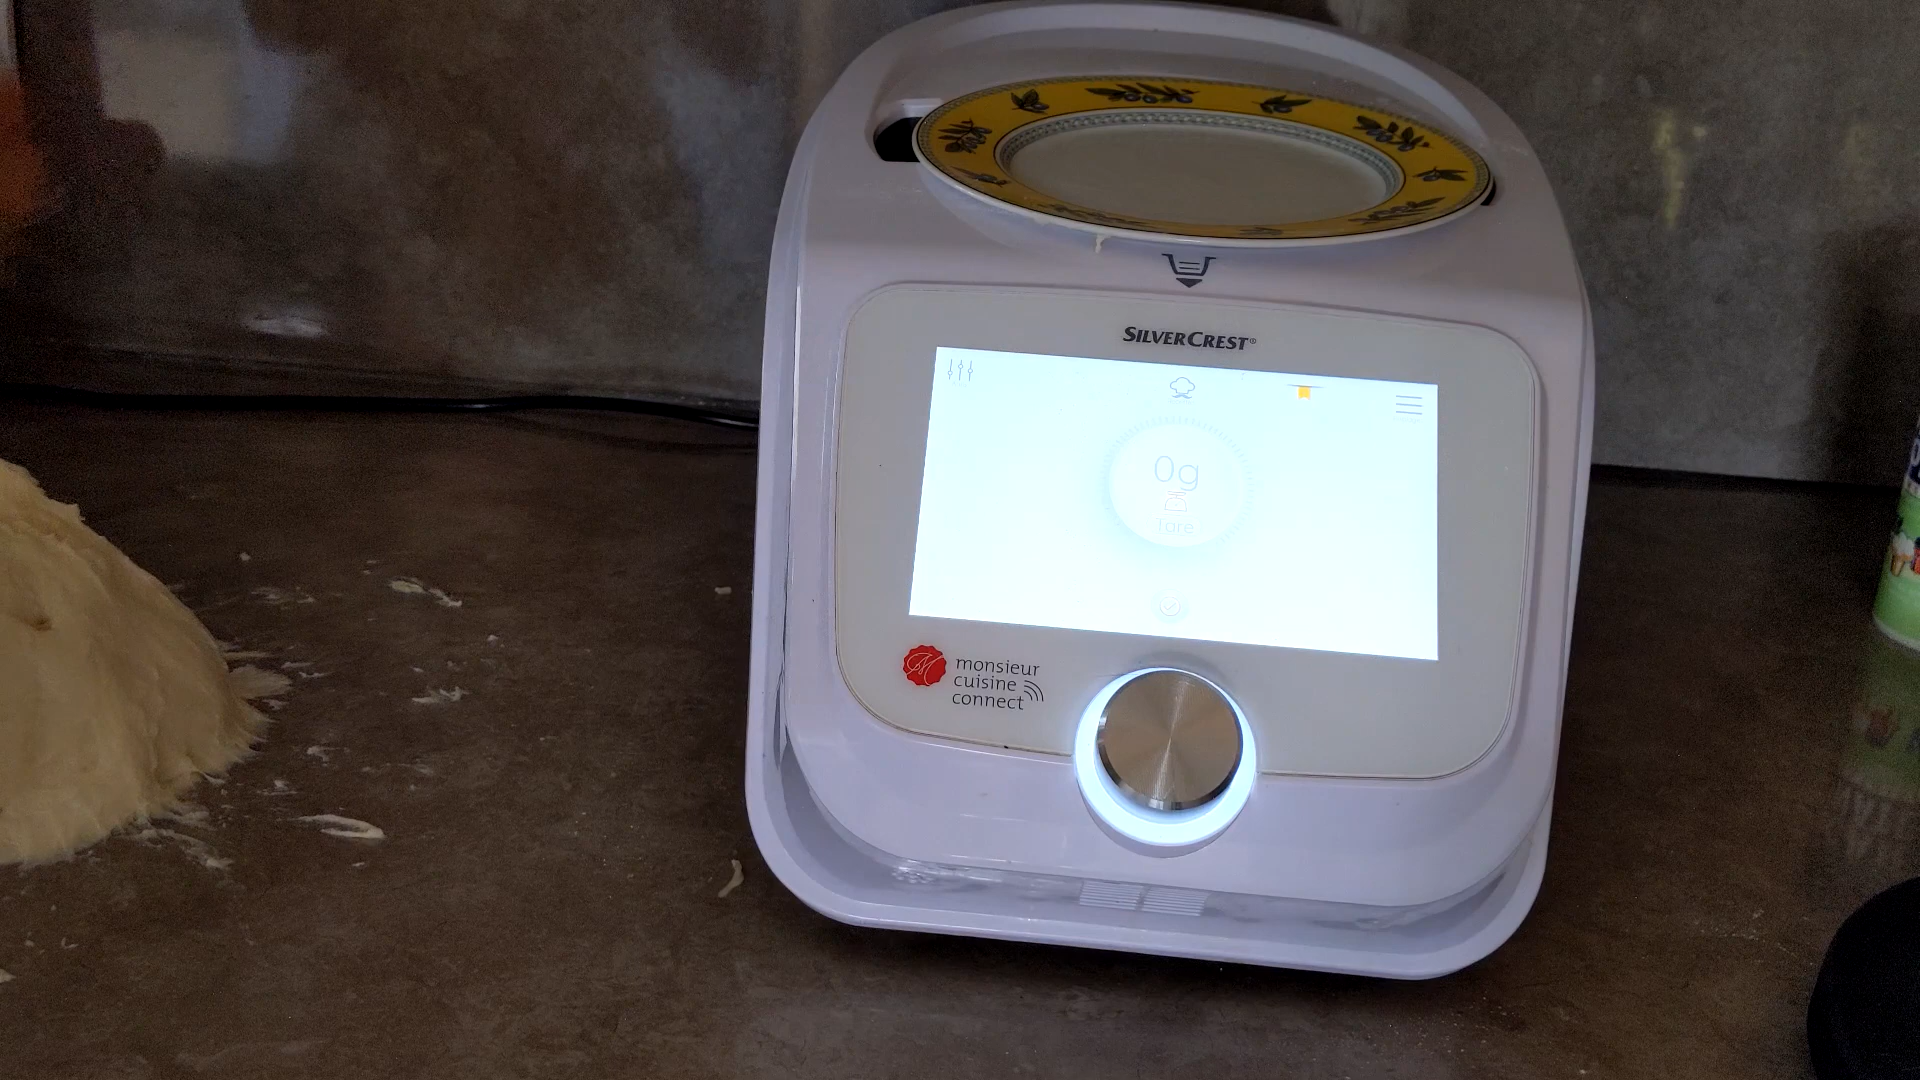 SILVERCREST®
0g
Tare
monsieur
cuisine
connect